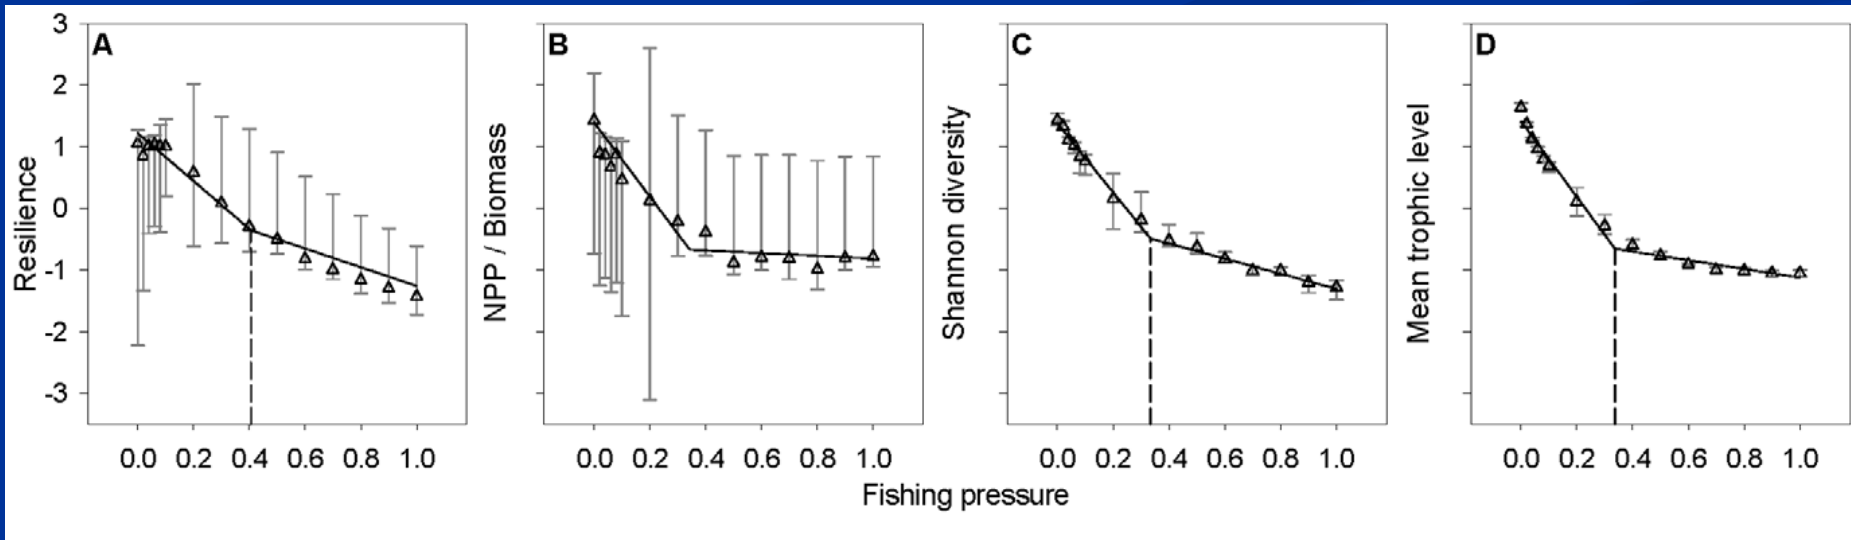 A
B
C
D
3
2
1
0
-1
-2
-3
Resilience
NPP / Biomass
Shannon diversity
Mean trophic level
0.0 0.2 0.4 0.6 0.8 1.0
0.0 0.2 0.4 0.6 0.8 1.0
0.0 0.2 0.4 0.6 0.8 1.0
0.0 0.2 0.4 0.6 0.8 1.0
Fishing pressure